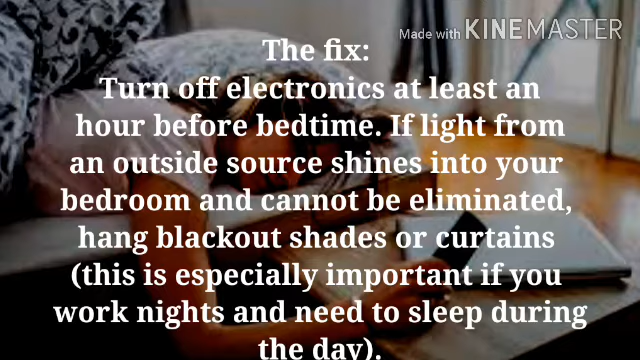 Made with KINEMASTER
The fix:
Turn off electronics at least an
hour before bedtime. If light from
an outside source shines into your
bedroom and cannot be eliminated,
hang blackout shades or curtains
(this is especially important if you
work nights and need to sleep during
the day).